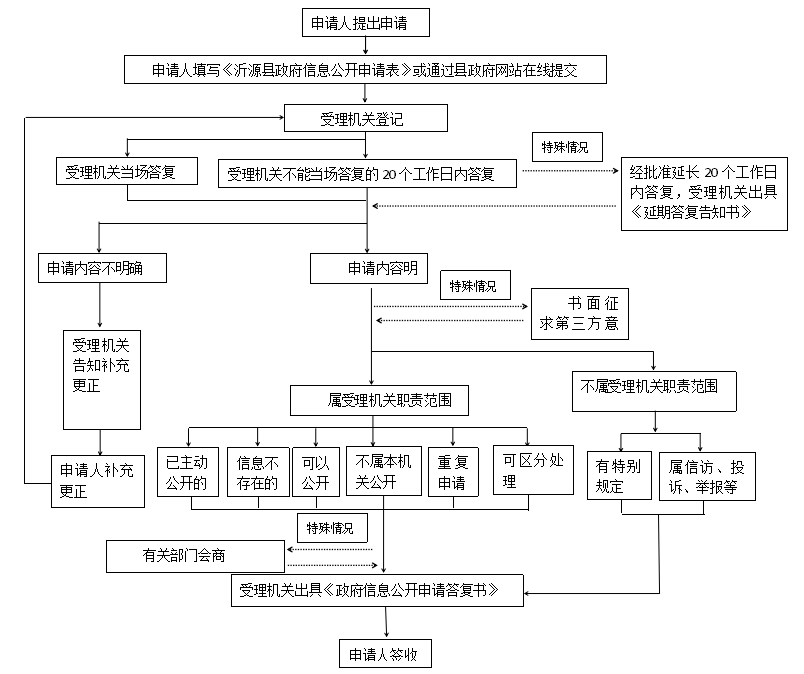 申请人提出申请
申请人填写《沂源县政府信息公开申请表》或通过县政府网站在线提交
受理机关登记
特殊情况
受理机关当场答复
受理机关不能当场答复的20个工作日内答复
经批准延长20个工作日
内答复，受理机关出具
《延期答复告知书》
申请内容不明确
申请内容明
特殊情况
书面征
求第三方意
受理机关
告知补充
更正
不属受理机关职责范围
属受理机关职责范围
申请人补充
更正
已主动
公开的
信息不
存在的
可以
公开
不属本机
关公开
重复
申请
可区分处
理
有特别
规定
属信访、投
诉、举报等
特殊情况
有关部门会商
受理机关出具《政府信息公开申请答复书》
申请人签收